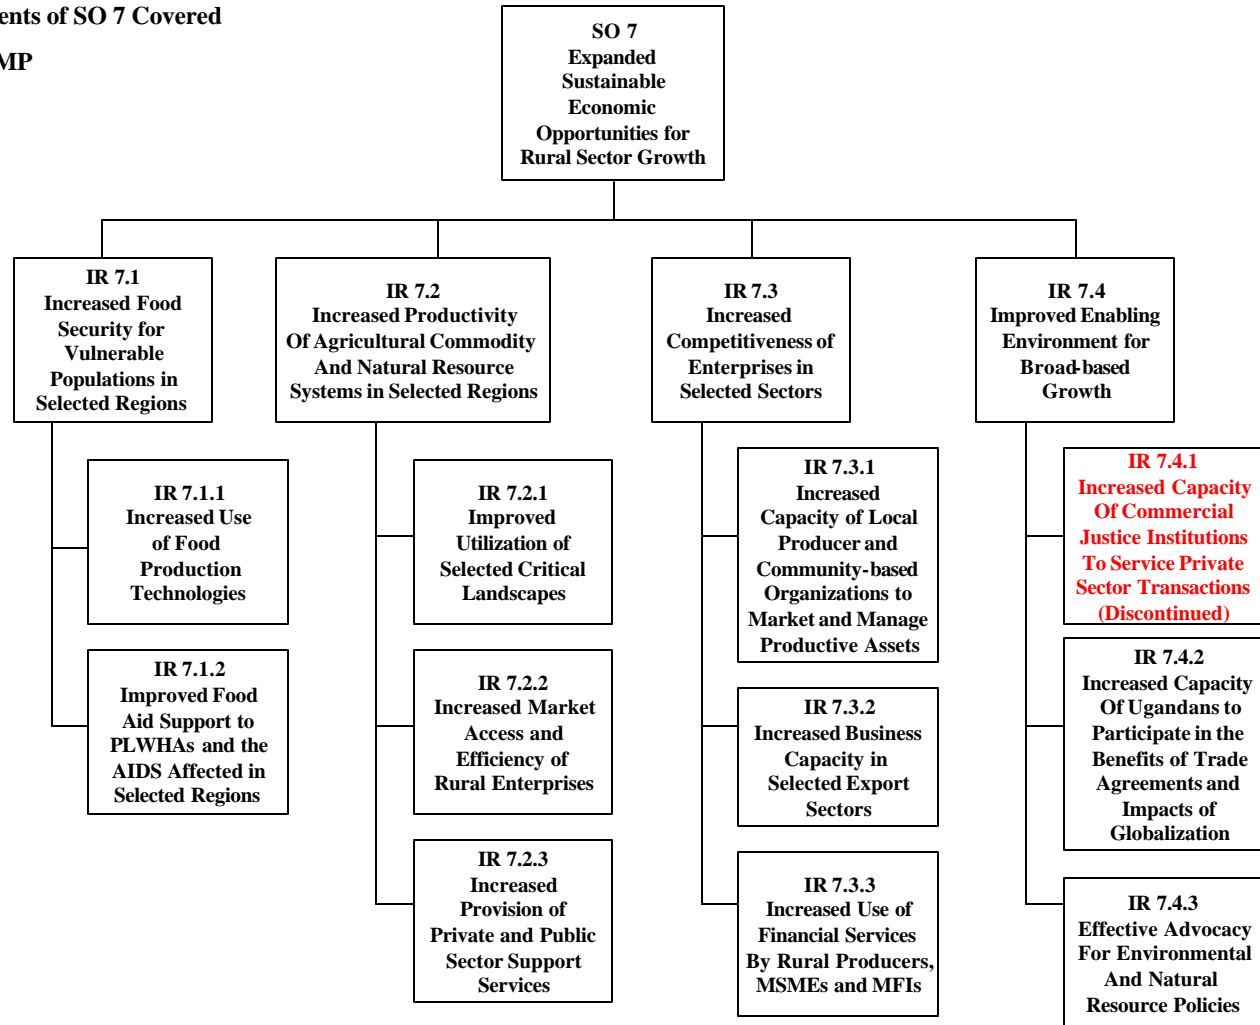 ents of SO 7 Covered
MP
SO 7
Expanded
Sustainable
Economic
Opportunities for
Rural Sector Growth
IR 7.1
Increased Food
Security for
Vulnerable
Populations in
Selected Regions
IR 7.2
Increased Productivity
Of Agricultural Commodity
And Natural Resource
Systems in Selected Regions
IR 7.3
Increased
Competitiveness of
Enterprises in
Selected Sectors
IR 7.4
Improved Enabling
Environment for
Broad-based
Growth
IR 7.1.1
Increased Use
of Food
Production
Technologies
IR 7.1.2
Improved Food
Aid Support to
PLWHAs and the
AIDS Affected in
Selected Regions
IR 7.2.1
Improved
Utilization of
Selected Critical
Landscapes
IR 7.2.2
Increased Market
Access and
Efficiency of
Rural Enterprises
IR 7.2.3
Increased
Provision of
Private and Public
Sector Support
Services
IR 7.3.1
Increased
Capacity of Local
Producer and
Community-based
Organizations to
Market and Manage
Productive Assets
IR 7.3.2
Increased Business
Capacity in
Selected Export
Sectors
IR 7.3.3
Increased Use of
Financial Services
By Rural Producers,
MSMEs and MFIs
IR 7.4.1
Increased Capacity
Of Commercial
Justice Institutions
To Service Private
Sector Transactions
(Discontinued)
IR 7.4.2
Increased Capacity
Of Ugandans to
Participate in the
Benefits of Trade
Agreements and
Impacts of
Globalization
IR 7.4.3
Effective Advocacy
For Environmental
And Natural
Resource Policies